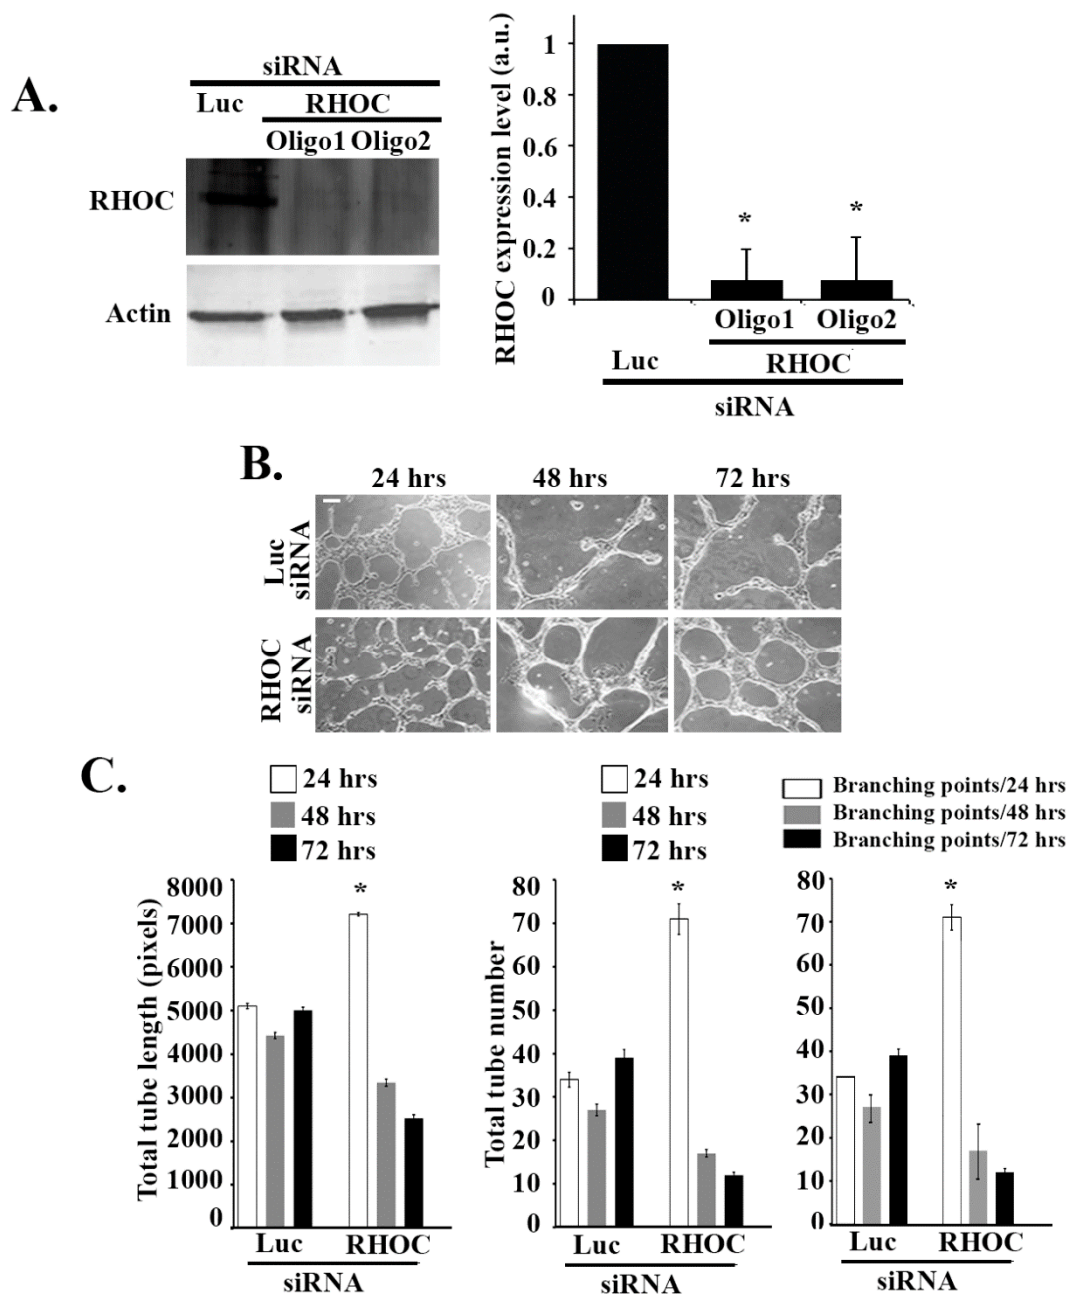 A.
siRNA
Luc RHOC
Oligo1 Oligo2
RHOC
Actin
RHOC expression level (a.u.)
1
0.8
0.6
0.4
0.2
0
*
*
Oligo1 Oligo2
Luc RHOC
siRNA
B.
24 hrs 48 hrs 72 hrs
Luc
siRNA
RHOC
siRNA
C.
24 hrs
48 hrs
72 hrs
Total tube length (pixels)
8000
7000
6000
5000
4000
3000
2000
1000
0
*
Luc RHOC
siRNA
24 hrs
48 hrs
72 hrs
Total tube number
80
70
60
50
40
30
20
10
0
*
Luc RHOC
siRNA
Branching points/24 hrs
Branching points/48 hrs
Branching points/72 hrs
80
70
60
50
40
30
20
10
0
*
Luc RHOC
siRNA